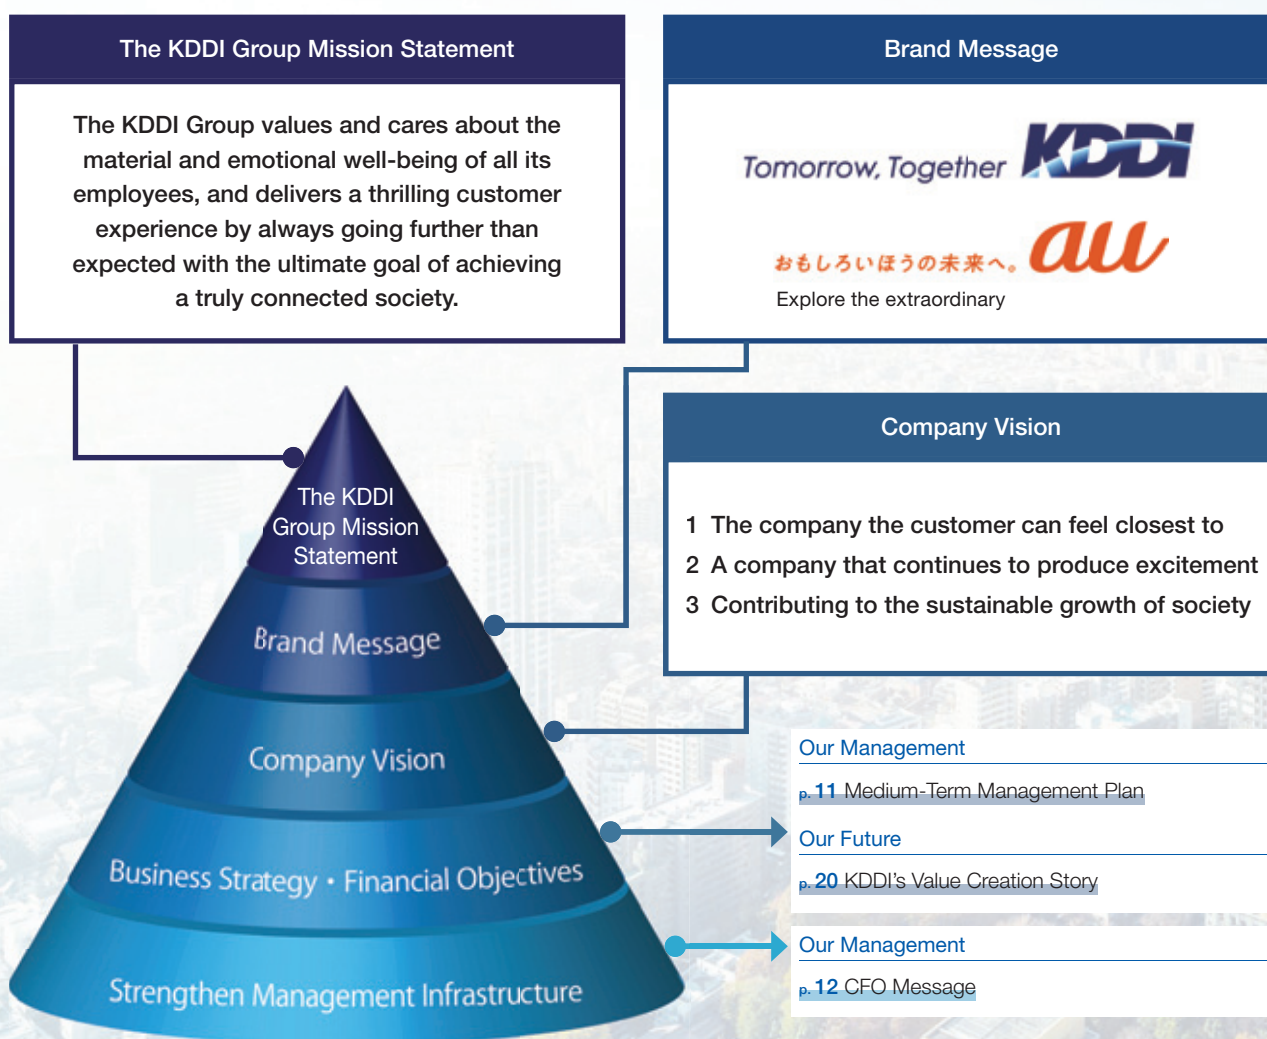 The KDDI Group Mission Statement
The KDDI Group values and cares about the
material and emotional well-being of all its
employees, and delivers a thrilling customer
experience by always going further than
expected with the ultimate goal of achieving
a truly connected society.
Brand Message
Tomorrow, Together KDDI
おもしろいほうの未来へ。 au
Explore the extraordinary
Company Vision
1 The company the customer can feel closest to
2 A company that continues to produce excitement
3 Contributing to the sustainable growth of society
The KDDI
Group Mission
Statement
Brand Message
Company Vision
Business Strategy・Financial Objectives
Strengthen Management Infrastructure
Our Management
p. 11 Medium-Term Management Plan
Our Future
p. 20 KDDI's Value Creation Story
Our Management
p. 12 CFO Message